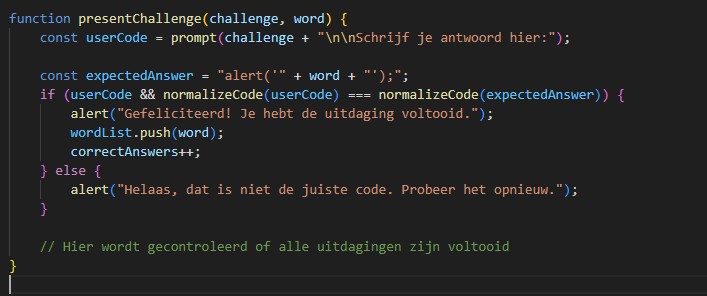 function presentChallenge(challenge, word) {
    const userCode = prompt(challenge + "\n\nSchrijf je antwoord hier:");

    const expectedAnswer = "alert('" + word + "');";
    if (userCode && normalizeCode(userCode) === normalizeCode(expectedAnswer)) {
        alert("Gefeliciteerd! Je hebt de uitdaging voltooid.");
        wordList.push(word);
        correctAnswers++;
    } else {
        alert("Helaas, dat is niet de juiste code. Probeer het opnieuw.");
    }

    // Hier wordt gecontroleerd of alle uitdagingen zijn voltooid
}